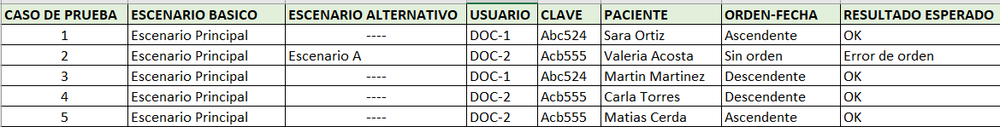 CASO DE PRUEBA ESCENARIO BASICO ESCENARIO ALTERNATIVO USUARIO CLAVE PACIENTE ORDEN-FECHA RESULTADO ESPERADO
1 Escenario Principal ---- DOC-1 Abc524 Sara Ortiz Ascendente OK
2 Escenario Principal Escenario A DOC-2 Acb555 Valeria Acosta Sin orden Error de orden
3 Escenario Principal ---- DOC-1 Abc524 Martin Martinez Descendente OK
4 Escenario Principal ---- DOC-2 Acb555 Carla Torres Descendente OK
5 Escenario Principal ---- DOC-2 Acb555 Matias Cerda Ascendente OK